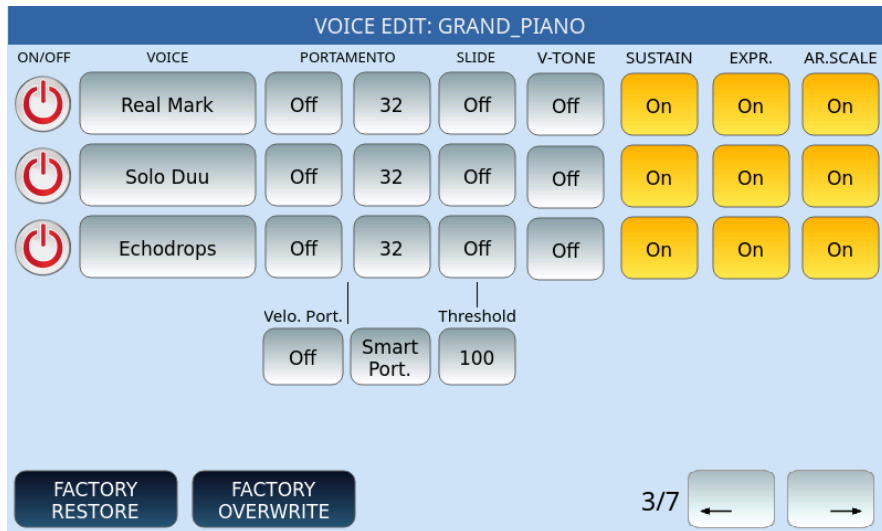 VOICE EDIT: GRAND_PIANO
ON/OFF VOICE PORTAMENTO SLIDE V-TONE SUSTAIN EXPR. AR.SCALE
Real Mark Off 32 Off Off On On On
Solo Duu Off 32 Off Off On On On
Echodrops Off 32 Off Off On On On
Velo. Port. Threshold
Off Smart Port. 100
FACTORY RESTORE FACTORY OVERWRITE 3/7